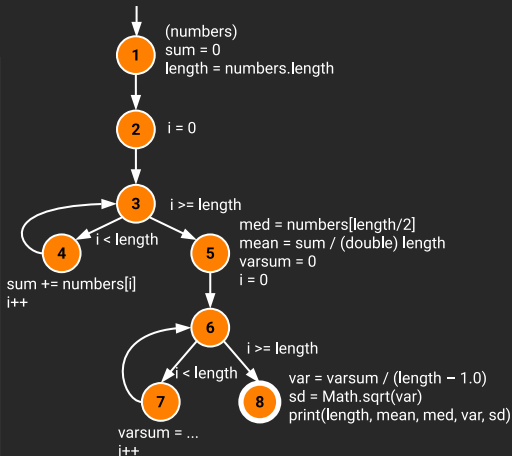 (numbers)
1
sum = 0
length = numbers.length
2
i = 0
3
i >= length
i < length
4
sum += numbers[i]
i++
5
med = numbers[length/2]
mean = sum / (double) length
varsum = 0
i = 0
6
i >= length
i < length
7
varsum = ...
i++
8
var = varsum / (length – 1.0)
sd = Math.sqrt(var)
print(length, mean, med, var, sd)